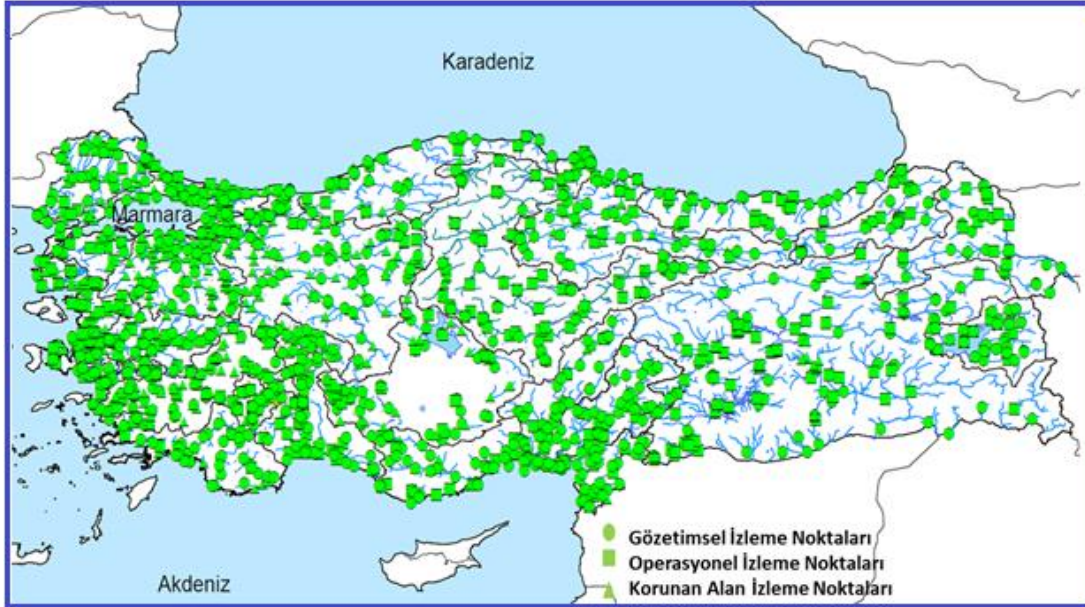 Karadeniz
Marmara
Gözetimsel İzleme Noktaları
Operasyonel İzleme Noktaları
Korunan Alan İzleme Noktaları
Akdeniz